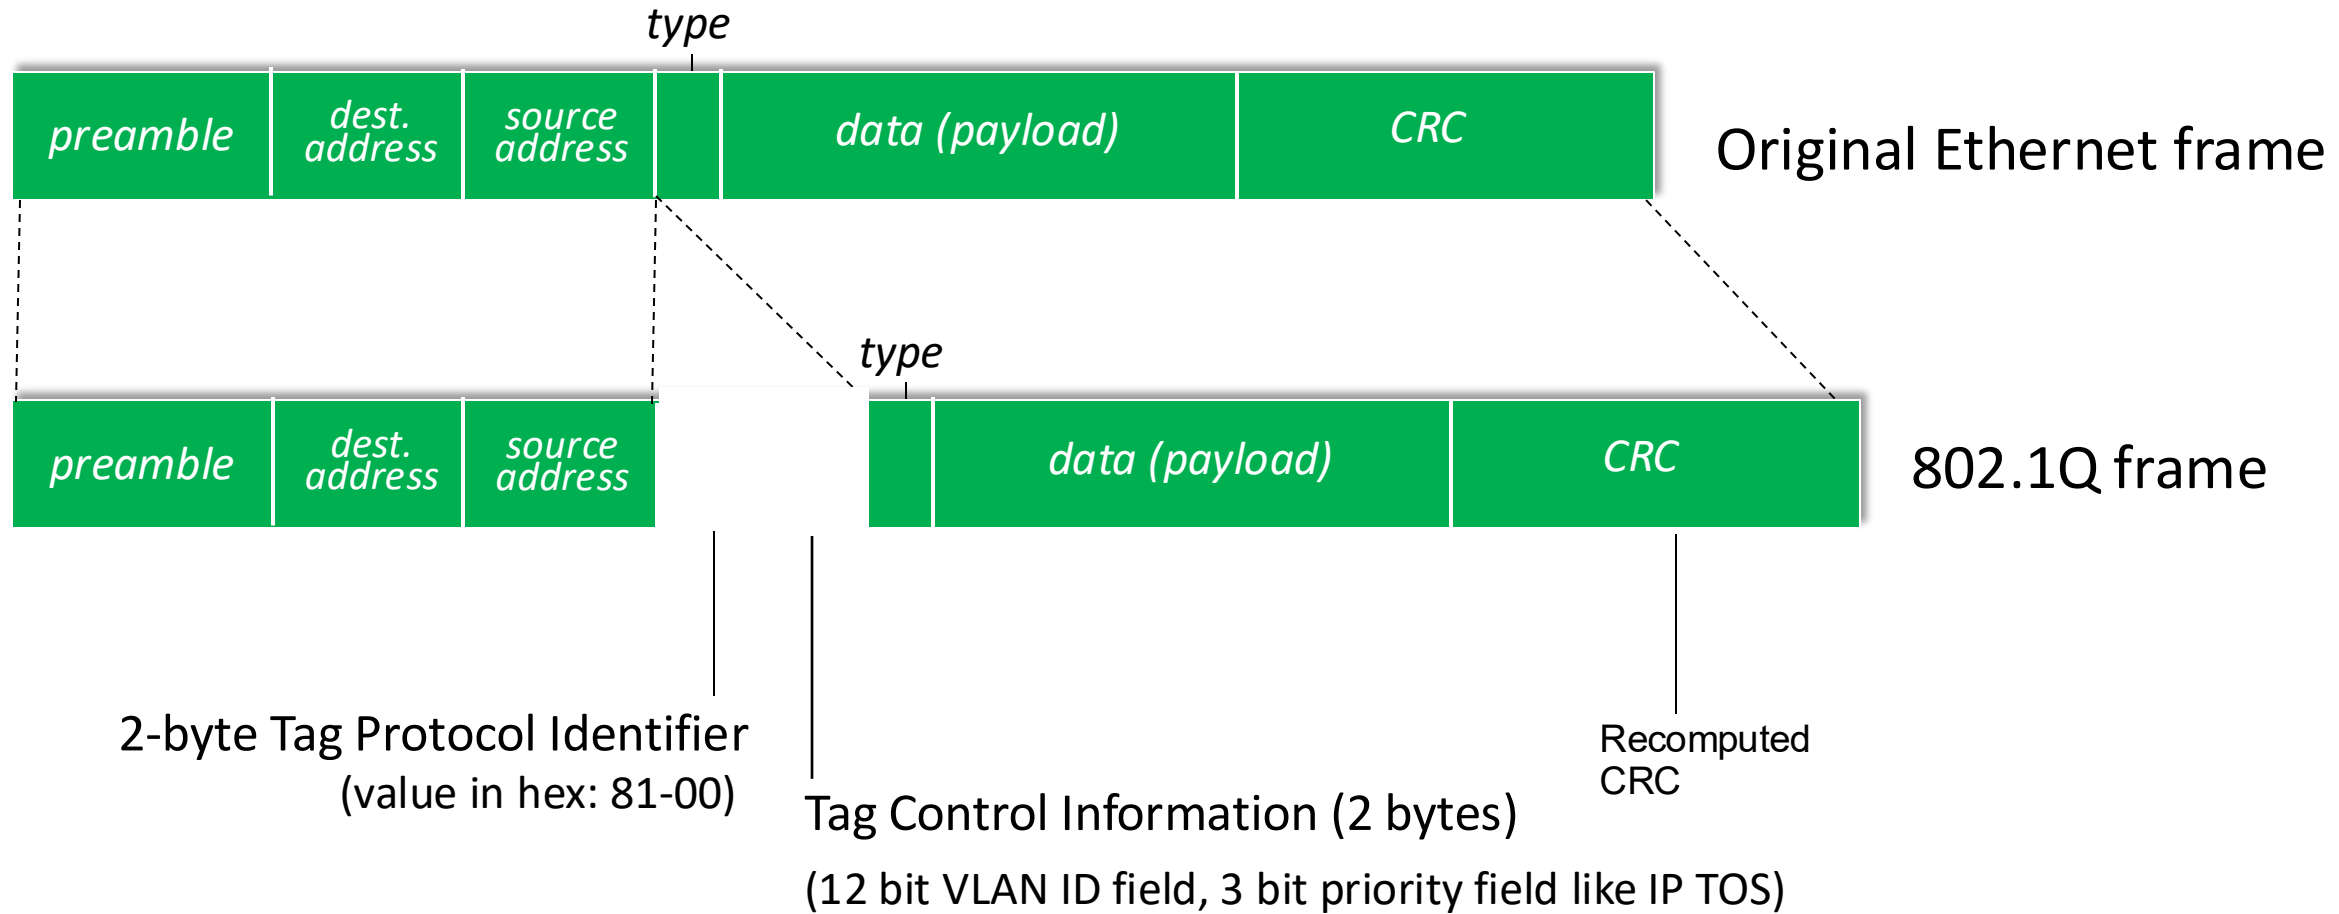 type
preamble
dest.
address
source
address
data (payload)
CRC
Original Ethernet frame
type
preamble
dest.
address
source
address
data (payload)
CRC
802.1Q frame
2-byte Tag Protocol Identifier
(value in hex: 81-00)
Recomputed
CRC
Tag Control Information (2 bytes)
(12 bit VLAN ID field, 3 bit priority field like IP TOS)